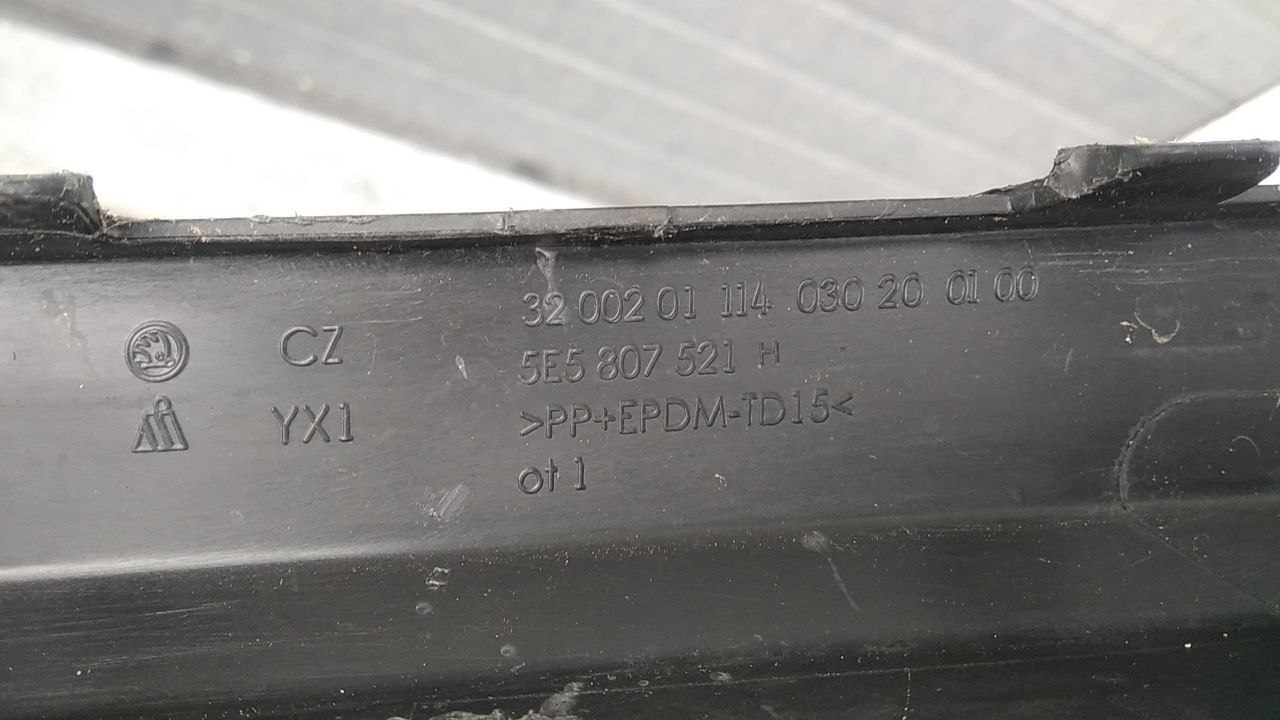 32 002 01 114 030 20 01 00
CZ
5E5 807 521 H
YX1
>PP+EPDM-TD15<
ot 1